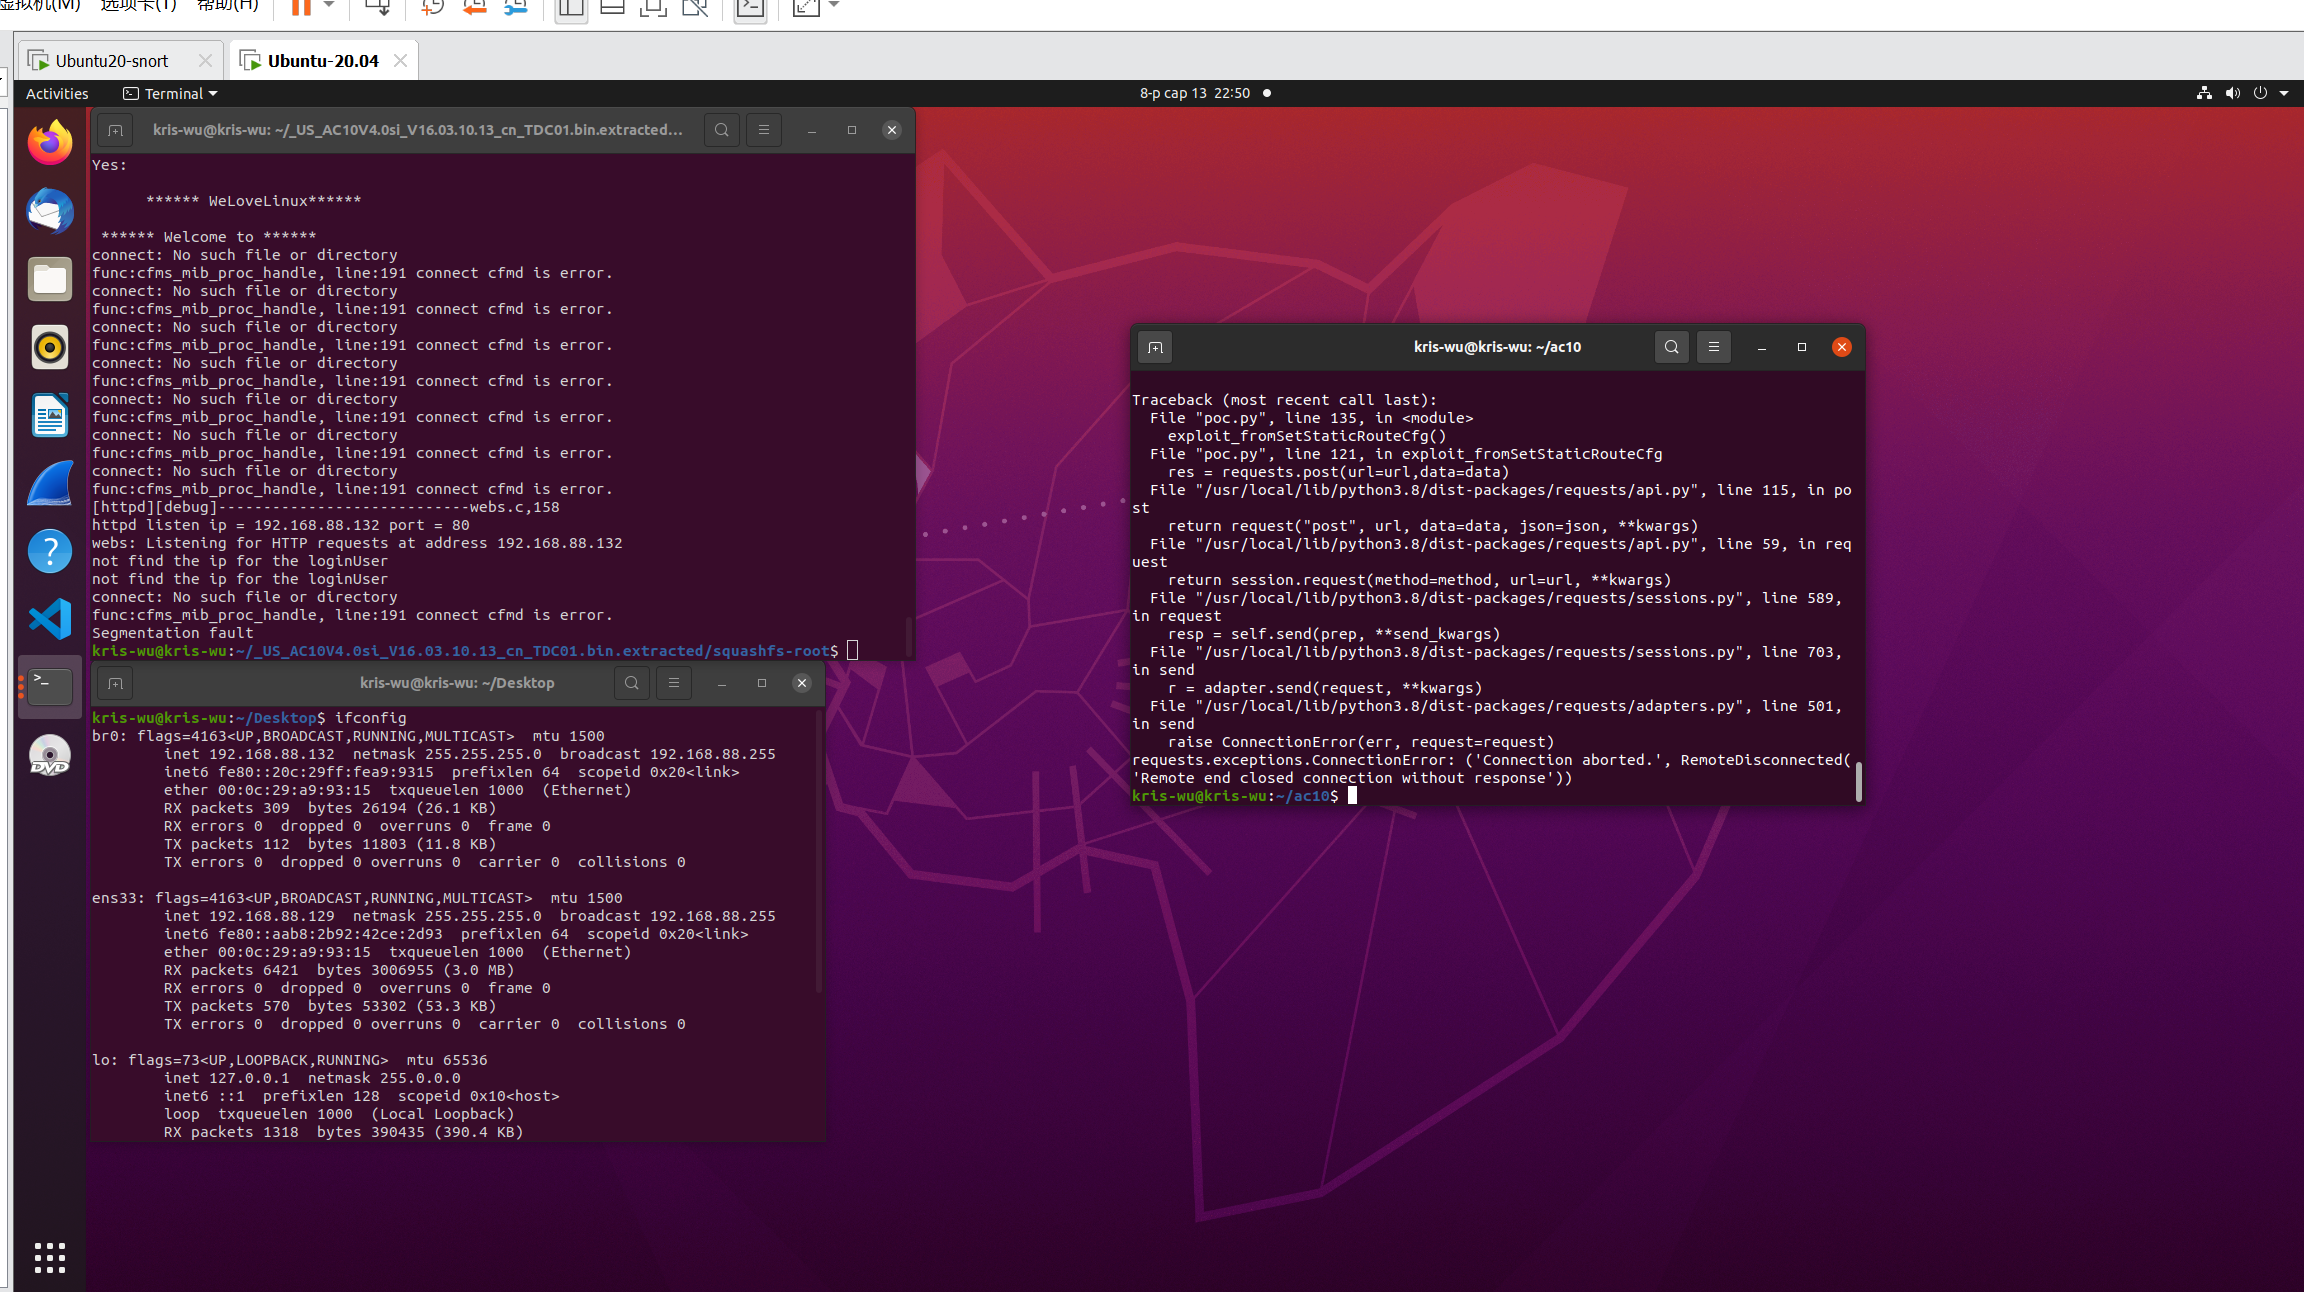 虚拟机(M) 选项卡(T) 帮助(H)
Ubuntu20-snort
Ubuntu-20.04
Activities
Terminal
8-р сар 13 22:50
kris-wu@kris-wu: ~/_US_AC10V4.0si_V16.03.10.13_cn_TDC01.bin.extracted...
Yes:
****** WeLoveLinux******
****** Welcome to ******
connect: No such file or directory
func:cfms_mib_proc_handle, line:191 connect cfmd is error.
connect: No such file or directory
func:cfms_mib_proc_handle, line:191 connect cfmd is error.
connect: No such file or directory
func:cfms_mib_proc_handle, line:191 connect cfmd is error.
connect: No such file or directory
func:cfms_mib_proc_handle, line:191 connect cfmd is error.
connect: No such file or directory
func:cfms_mib_proc_handle, line:191 connect cfmd is error.
connect: No such file or directory
func:cfms_mib_proc_handle, line:191 connect cfmd is error.
connect: No such file or directory
func:cfms_mib_proc_handle, line:191 connect cfmd is error.
[httpd][debug]----------------------------webs.c,158
httpd listen ip = 192.168.88.132 port = 80
webs: Listening for HTTP requests at address 192.168.88.132
not find the ip for the loginUser
not find the ip for the loginUser
connect: No such file or directory
func:cfms_mib_proc_handle, line:191 connect cfmd is error.
Segmentation fault
kris-wu@kris-wu:~/_US_AC10V4.0si_V16.03.10.13_cn_TDC01.bin.extracted/squashfs-root$
kris-wu@kris-wu: ~/Desktop
kris-wu@kris-wu:~/Desktop$ ifconfig
br0: flags=4163<UP,BROADCAST,RUNNING,MULTICAST>  mtu 1500
inet 192.168.88.132  netmask 255.255.255.0  broadcast 192.168.88.255
inet6 fe80::20c:29ff:fea9:9315  prefixlen 64  scopeid 0x20<link>
ether 00:0c:29:a9:93:15  txqueuelen 1000  (Ethernet)
RX packets 309  bytes 26194 (26.1 KB)
RX errors 0  dropped 0  overruns 0  frame 0
TX packets 112  bytes 11803 (11.8 KB)
TX errors 0  dropped 0 overruns 0  carrier 0  collisions 0
ens33: flags=4163<UP,BROADCAST,RUNNING,MULTICAST>  mtu 1500
inet 192.168.88.129  netmask 255.255.255.0  broadcast 192.168.88.255
inet6 fe80::aab8:2b92:42ce:2d93  prefixlen 64  scopeid 0x20<link>
ether 00:0c:29:a9:93:15  txqueuelen 1000  (Ethernet)
RX packets 6421  bytes 3006955 (3.0 MB)
RX errors 0  dropped 0  overruns 0  frame 0
TX packets 570  bytes 53302 (53.3 KB)
TX errors 0  dropped 0 overruns 0  carrier 0  collisions 0
lo: flags=73<UP,LOOPBACK,RUNNING>  mtu 65536
inet 127.0.0.1  netmask 255.0.0.0
inet6 ::1  prefixlen 128  scopeid 0x10<host>
loop  txqueuelen 1000  (Local Loopback)
RX packets 1318  bytes 390435 (390.4 KB)
kris-wu@kris-wu: ~/ac10
Traceback (most recent call last):
File "poc.py", line 135, in <module>
exploit_fromSetStaticRouteCfg()
File "poc.py", line 121, in exploit_fromSetStaticRouteCfg
res = requests.post(url=url,data=data)
File "/usr/local/lib/python3.8/dist-packages/requests/api.py", line 115, in po
st
return request("post", url, data=data, json=json, **kwargs)
File "/usr/local/lib/python3.8/dist-packages/requests/api.py", line 59, in req
uest
return session.request(method=method, url=url, **kwargs)
File "/usr/local/lib/python3.8/dist-packages/requests/sessions.py", line 589,
in request
resp = self.send(prep, **send_kwargs)
File "/usr/local/lib/python3.8/dist-packages/requests/sessions.py", line 703,
in send
r = adapter.send(request, **kwargs)
File "/usr/local/lib/python3.8/dist-packages/requests/adapters.py", line 501,
in send
raise ConnectionError(err, request=request)
requests.exceptions.ConnectionError: ('Connection aborted.', RemoteDisconnected(
'Remote end closed connection without response'))
kris-wu@kris-wu:~/ac10$
DVD